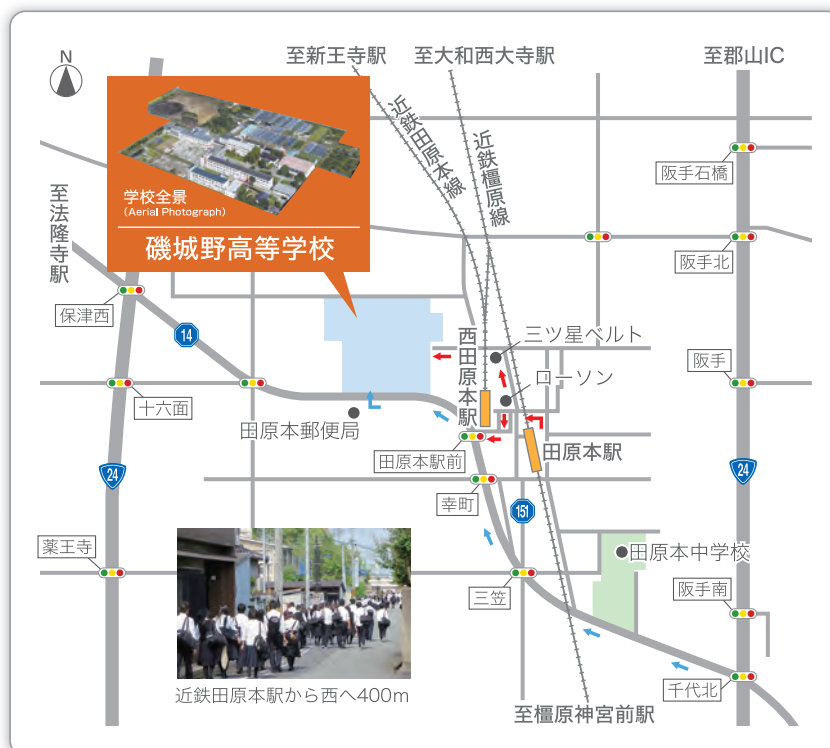 N
至新王寺駅
至大和西大寺駅
至郡山IC
近鉄田原本線
近鉄橿原線
学校全景
(Aerial Photograph)
磯城野高等学校
至法隆寺駅
阪手石橋
阪手北
保津西
14
西田原本駅
三ツ星ベルト
阪手
十六面
ローソン
田原本郵便局
田原本駅前
田原本駅
24
24
幸町
151
薬王寺
田原本中学校
三笠
阪手南
千代北
近鉄田原本駅から西へ400m
至橿原神宮前駅